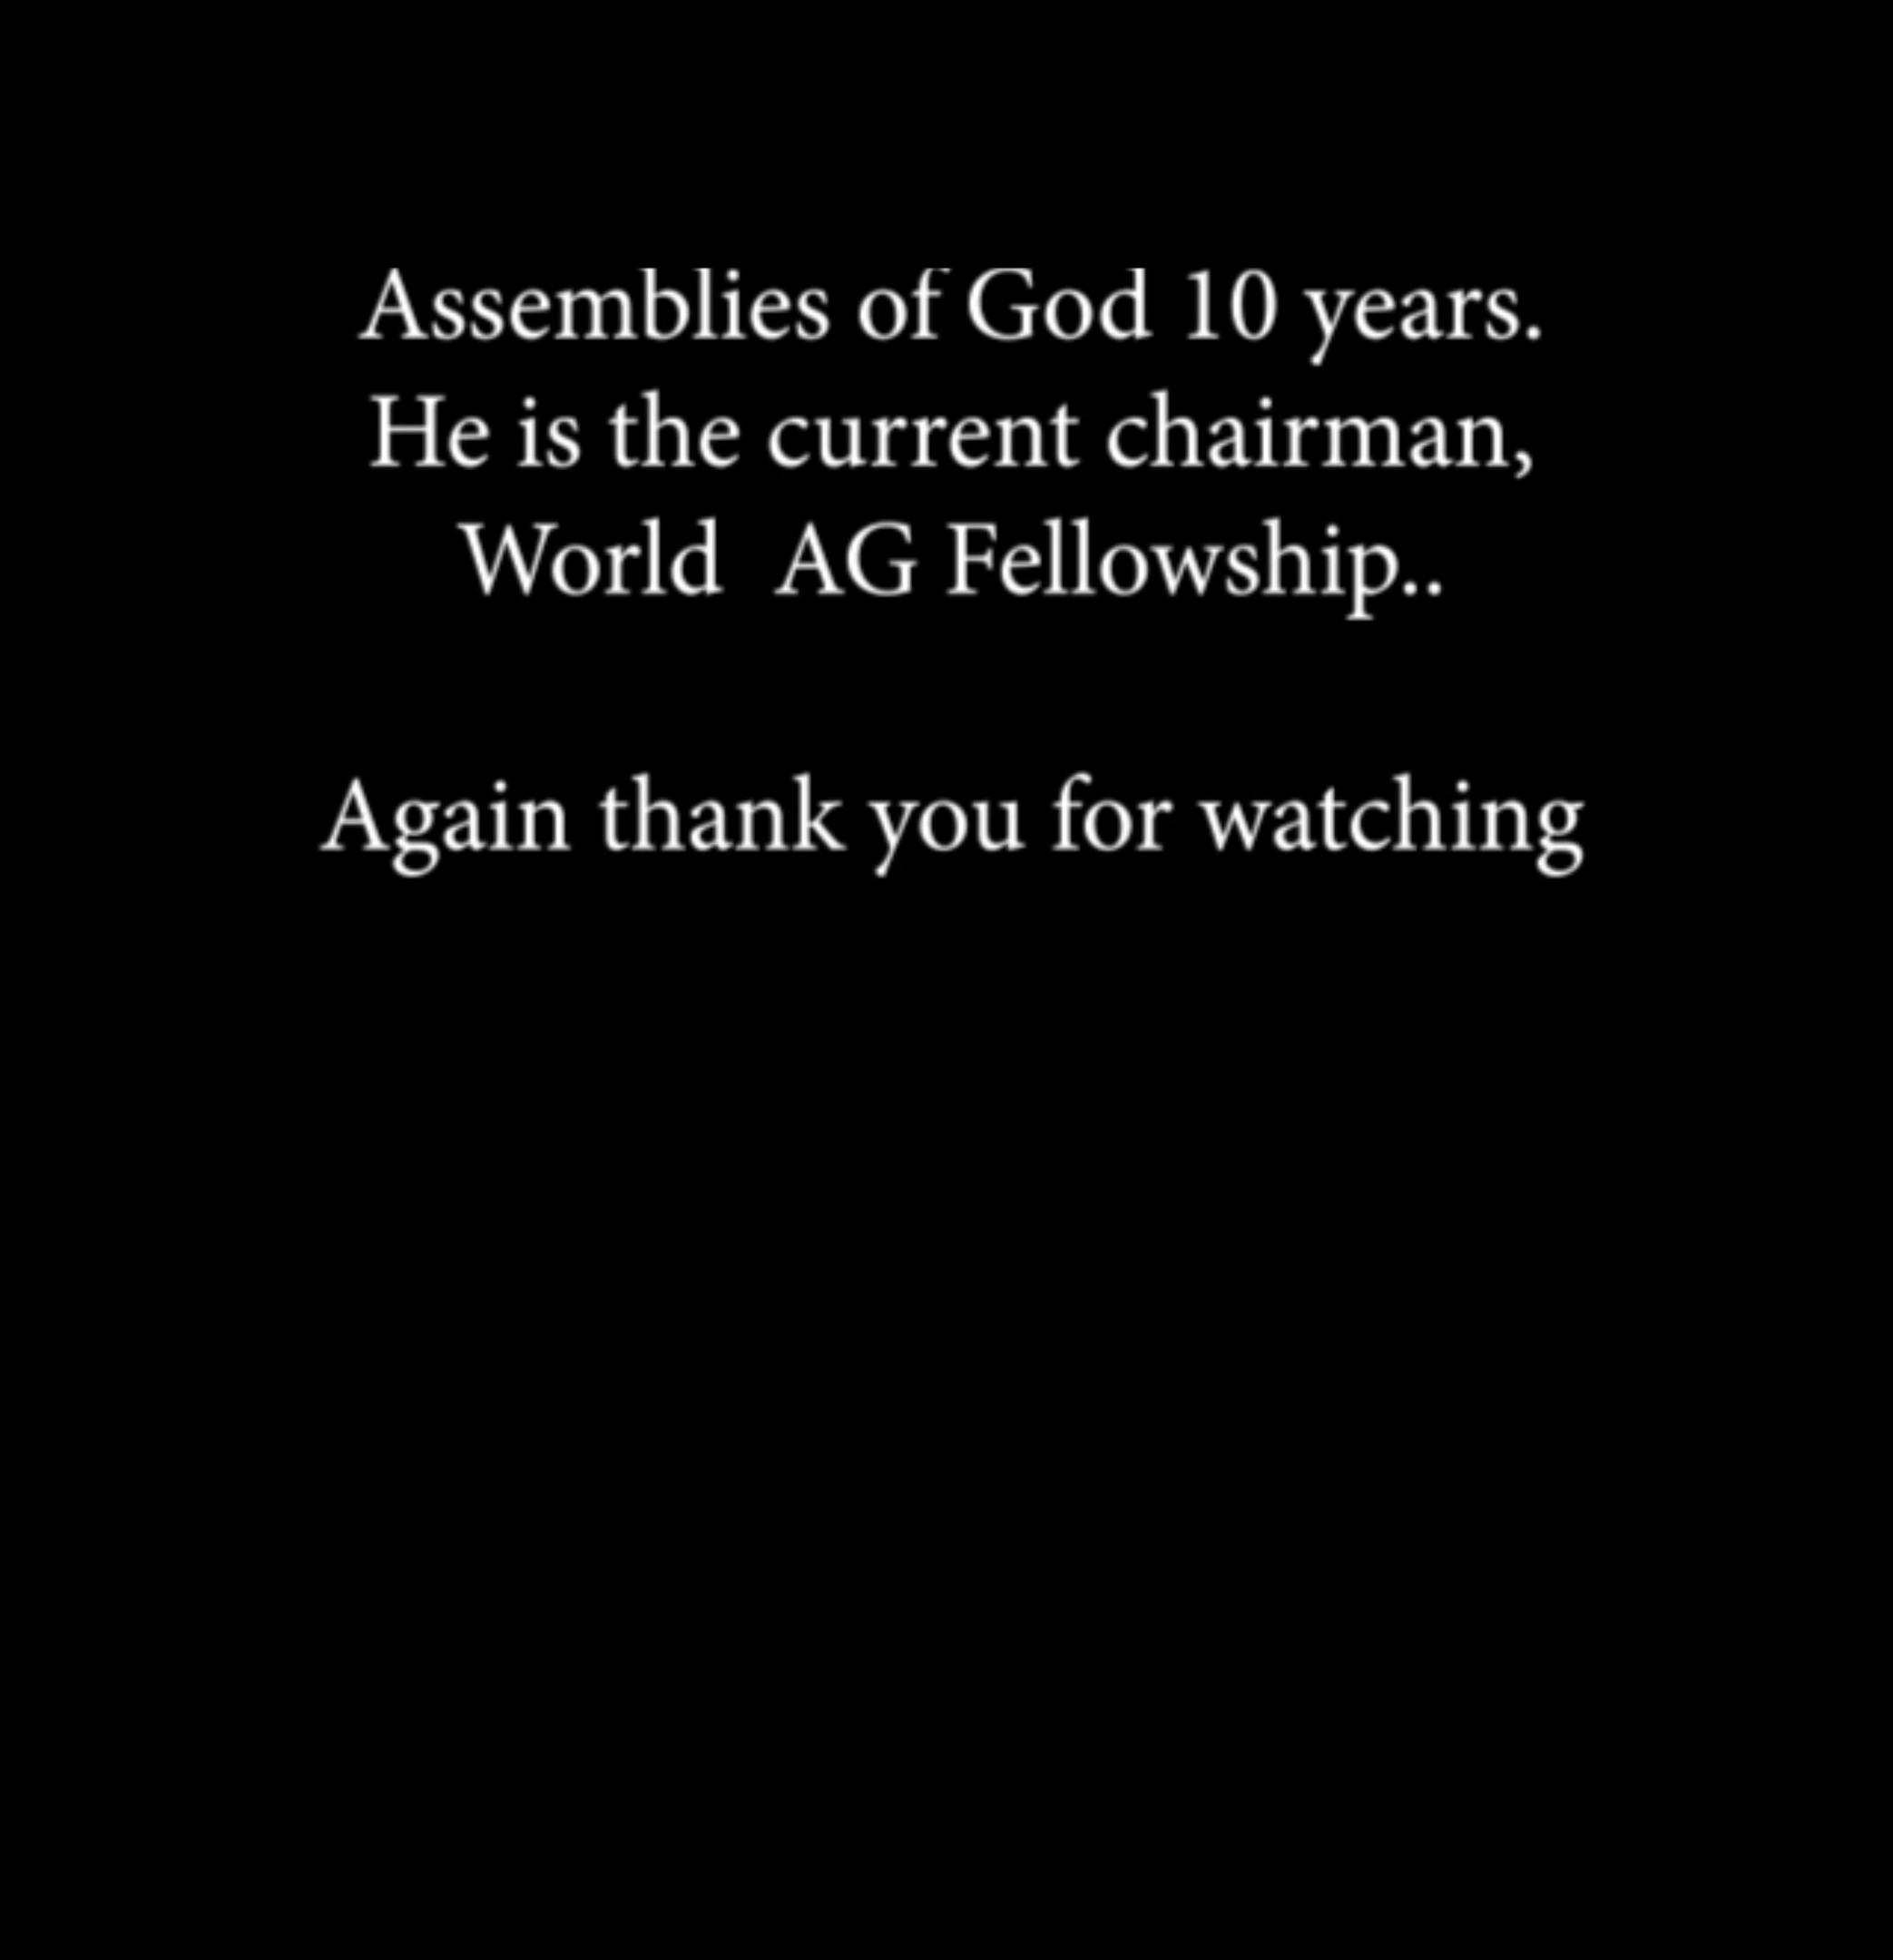 Assemblies of God 10 years.
He is the current chairman,
World  AG Fellowship..
Again thank you for watching